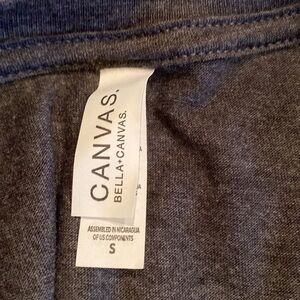 CANVAS.
BELLA+CANVAS.
ASSEMBLED IN NICARAGUA
OF US COMPONENTS
S